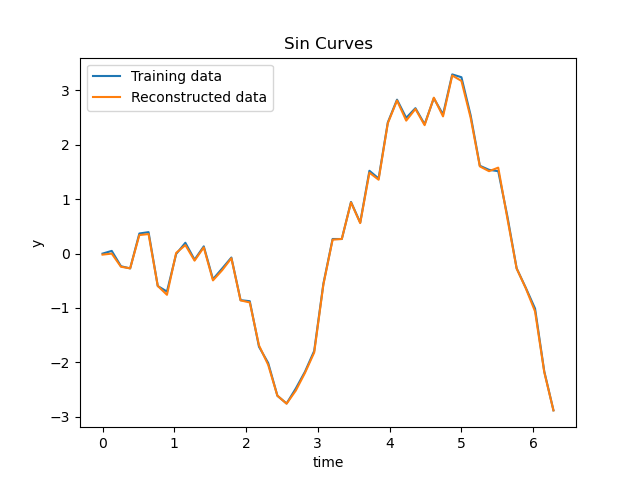 Sin Curves
Training data
Reconstructed data
3
2
1
0
−1
−2
−3
y
0 1 2 3 4 5 6
time